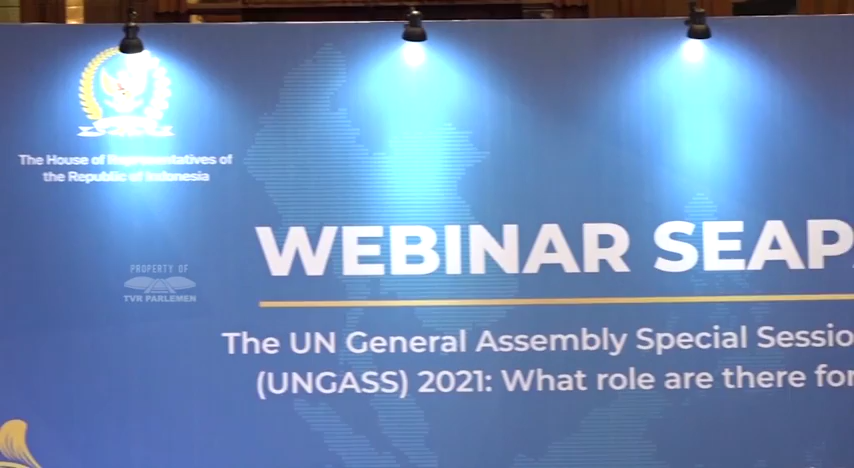 The House of Representatives of
the Republic of Indonesia
WEBINAR SEAP
PROPERTY OF
TVR PARLEMEN
The UN General Assembly Special Sessio
(UNGASS) 2021: What role are there for